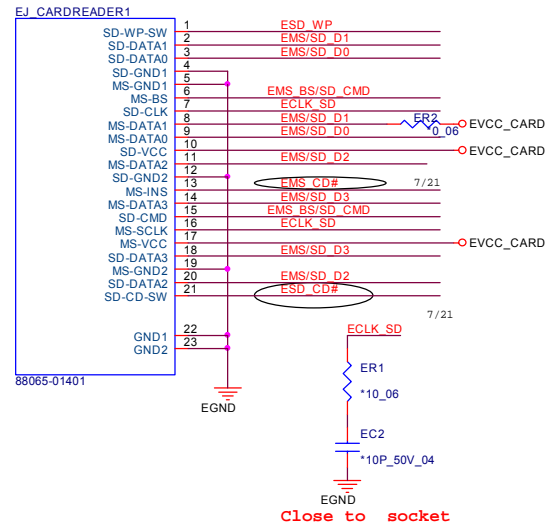 EJ_CARDREADER1
SD-WP-SW 1 ESD_WP
SD-DATA1 2 EMS/SD_D1
SD-DATA0 3 EMS/SD_D0
SD-GND1 4
MS-GND1 5
MS-BS 6 EMS_BS/SD_CMD
SD-CLK 7 ECLK_SD
MS-DATA1 8 EMS/SD_D1 ER2 0_06 EVCC_CARD
MS-DATA0 9 EMS/SD_D0
SD-VCC 10 EVCC_CARD
MS-DATA2 11 EMS/SD_D2
SD-GND2 12
MS-INS 13 EMS_CD# 7/21
MS-DATA3 14 EMS/SD_D3
SD-CMD 15 EMS_BS/SD_CMD
MS-SCLK 16 ECLK_SD
MS-VCC 17 EVCC_CARD
SD-DATA3 18 EMS/SD_D3
MS-GND2 19
SD-DATA2 20 EMS/SD_D2
SD-CD-SW 21 ESD_CD#
7/21
GND1 22
GND2 23
88065-01401
EGND
ECLK_SD
ER1
*10_06
EC2
*10P_50V_04
EGND
Close to socket